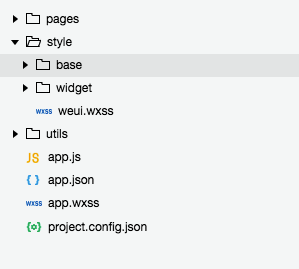 pages
style
base
widget
wxss weui.wxss
utils
JS app.js
{ } app.json
wxss app.wxss
{o} project.config.json